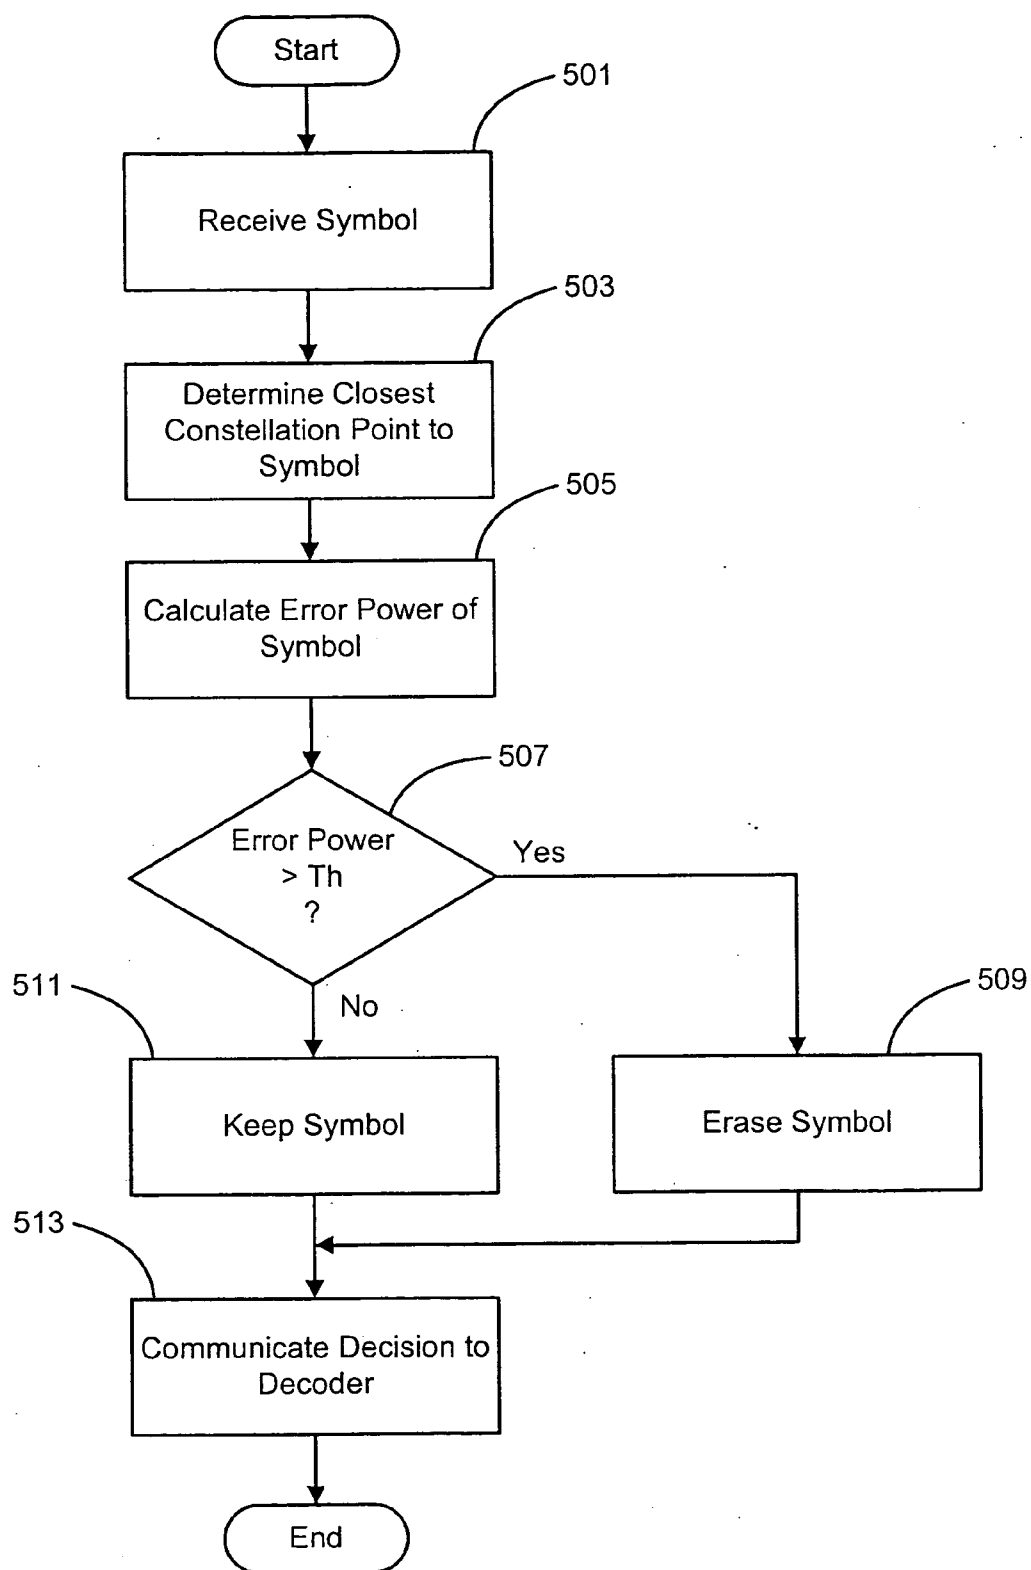 Start
501
Receive Symbol
503
Determine Closest
Constellation Point to
Symbol
505
Calculate Error Power of
Symbol
507
Error Power
> Th
?
Yes
No
511
Keep Symbol
509
Erase Symbol
513
Communicate Decision to
Decoder
End